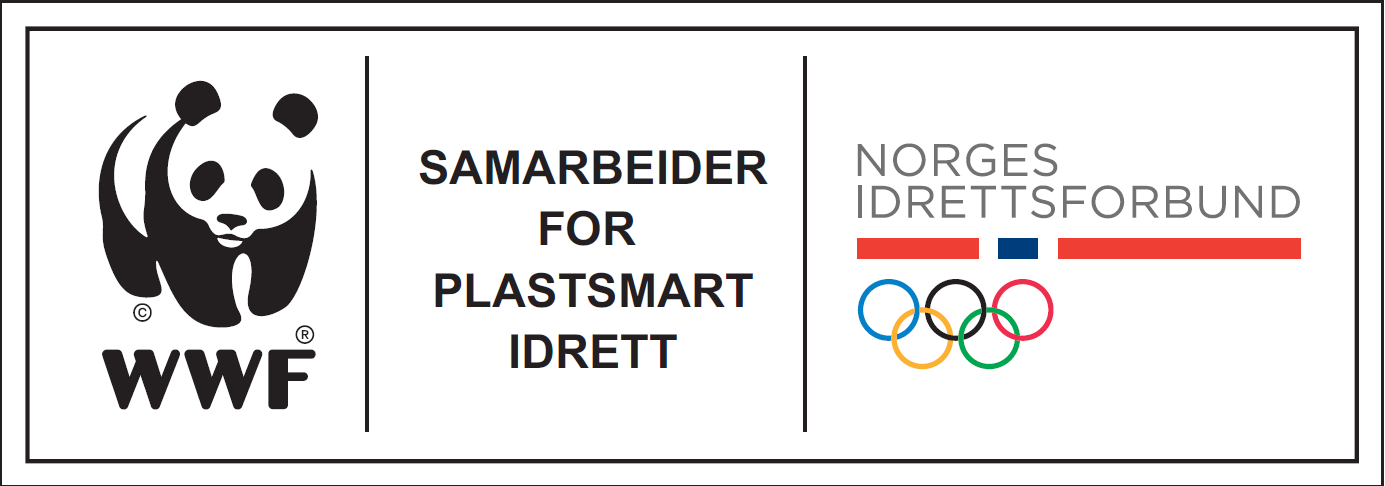 ©
®
WWF
SAMARBEIDER
FOR
PLASTSMART
IDRETT
NORGES
IDRETTSFORBUND